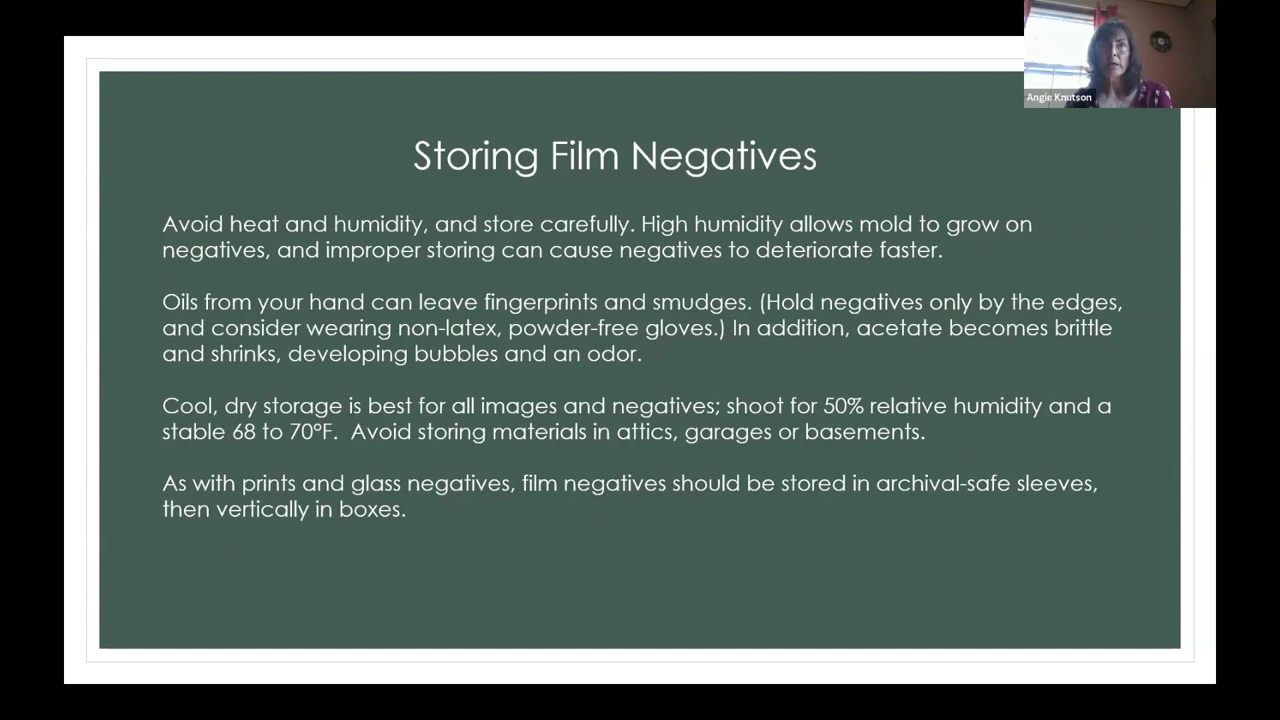 Angie Knutson
Storing Film Negatives
Avoid heat and humidity, and store carefully. High humidity allows mold to grow on
negatives, and improper storing can cause negatives to deteriorate faster.
Oils from your hand can leave fingerprints and smudges. (Hold negatives only by the edges,
and consider wearing non-latex, powder-free gloves.) In addition, acetate becomes brittle
and shrinks, developing bubbles and an odor.
Cool, dry storage is best for all images and negatives; shoot for 50% relative humidity and a
stable 68 to 70°F.  Avoid storing materials in attics, garages or basements.
As with prints and glass negatives, film negatives should be stored in archival-safe sleeves,
then vertically in boxes.